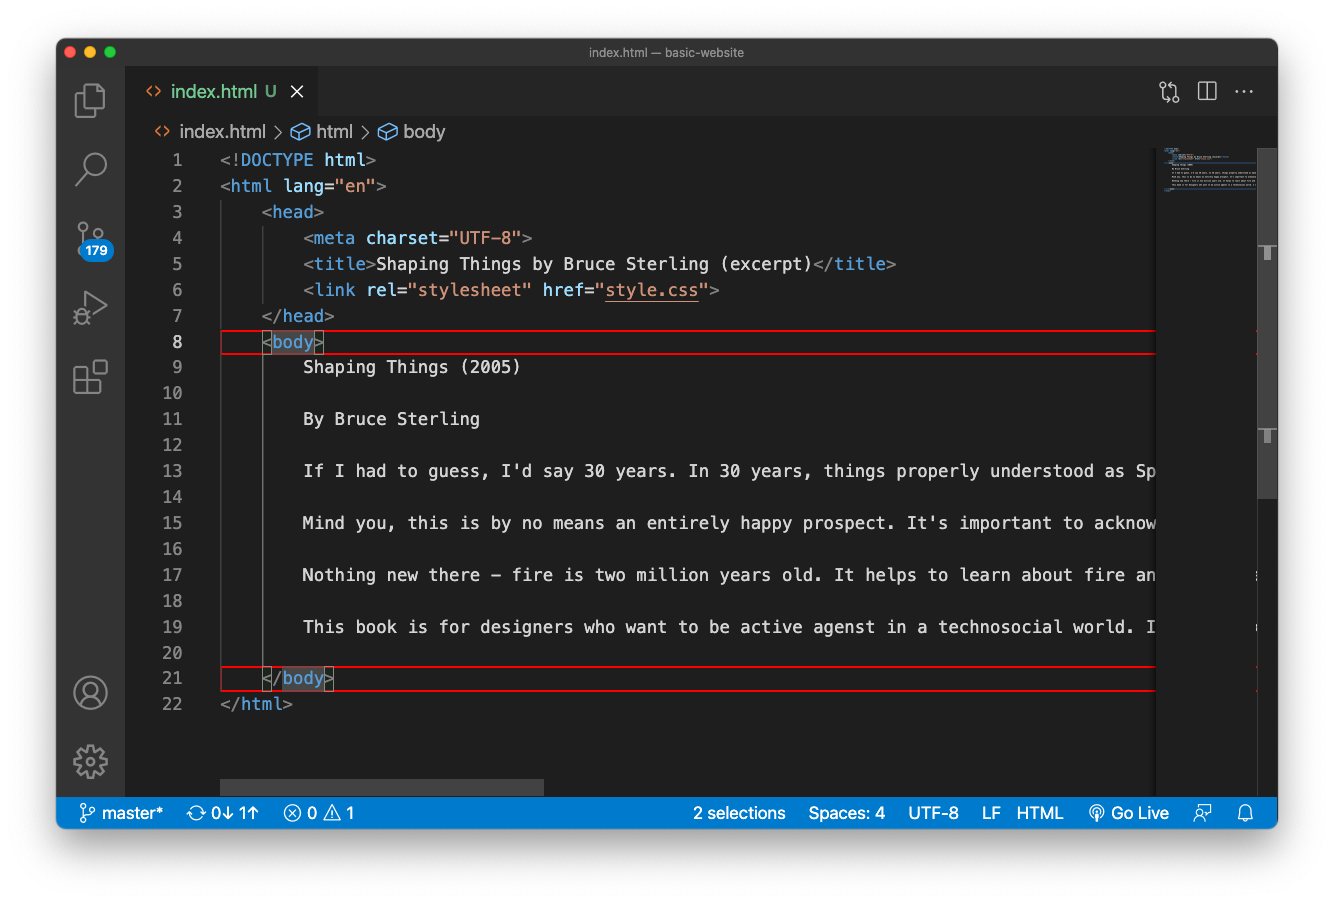 index.html — basic-website
index.html U
index.html > html > body
1 <!DOCTYPE html>
2 <html lang="en">
3 <head>
4 <meta charset="UTF-8">
5 <title>Shaping Things by Bruce Sterling (excerpt)</title>
6 <link rel="stylesheet" href="style.css">
7 </head>
8 <body>
9 Shaping Things (2005)
10
11 By Bruce Sterling
12
13 If I had to guess, I'd say 30 years. In 30 years, things properly understood as Sp
14
15 Mind you, this is by no means an entirely happy prospect. It's important to acknow
16
17 Nothing new there – fire is two million years old. It helps to learn about fire an
18
19 This book is for designers who want to be active agenst in a technosocial world. I
20
21 </body>
22 </html>
179
master* 0↓ 1↑ 0 1 2 selections Spaces: 4 UTF-8 LF HTML Go Live